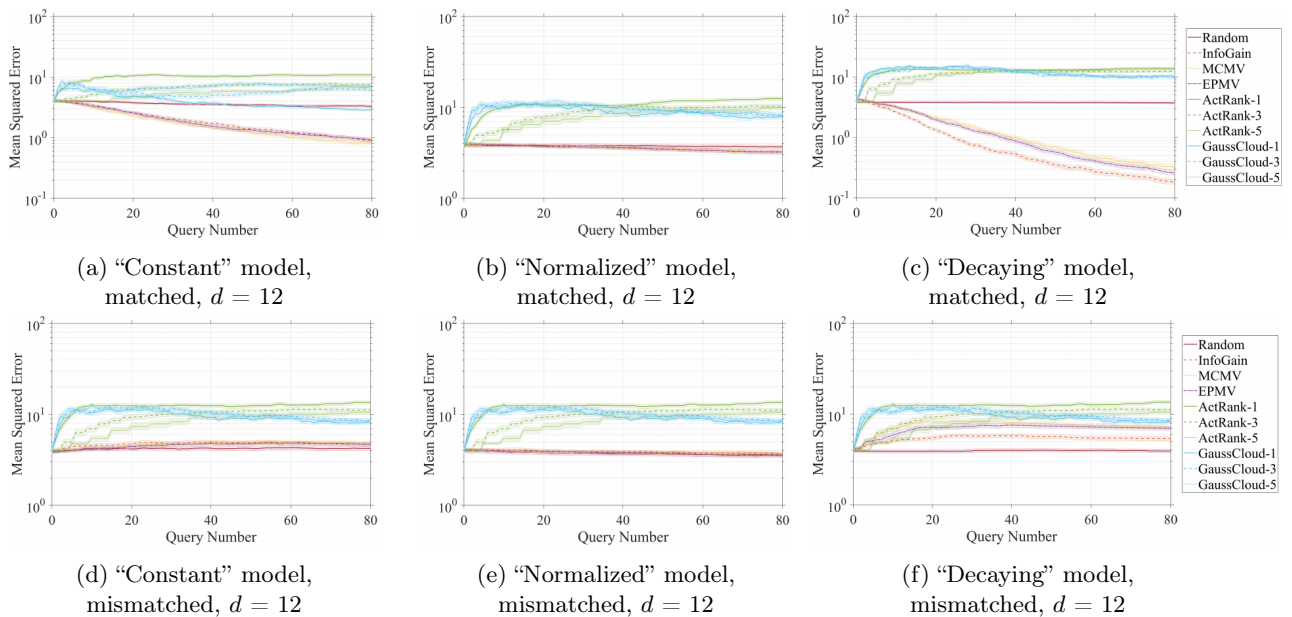 10^2
10^1
10^0
10^-1
Mean Squared Error
0 20 40 60 80
Query Number
(a) “Constant” model,
matched, d = 12
10^2
10^1
10^0
Mean Squared Error
0 20 40 60 80
Query Number
(b) “Normalized” model,
matched, d = 12
10^2
10^1
10^0
10^-1
Mean Squared Error
0 20 40 60 80
Query Number
(c) “Decaying” model,
matched, d = 12
Random
InfoGain
MCMV
EPMV
ActRank-1
ActRank-3
ActRank-5
GaussCloud-1
GaussCloud-3
GaussCloud-5
10^2
10^1
10^0
Mean Squared Error
0 20 40 60 80
Query Number
(d) “Constant” model,
mismatched, d = 12
10^2
10^1
10^0
Mean Squared Error
0 20 40 60 80
Query Number
(e) “Normalized” model,
mismatched, d = 12
10^2
10^1
10^0
Mean Squared Error
0 20 40 60 80
Query Number
(f) “Decaying” model,
mismatched, d = 12
Random
InfoGain
MCMV
EPMV
ActRank-1
ActRank-3
ActRank-5
GaussCloud-1
GaussCloud-3
GaussCloud-5